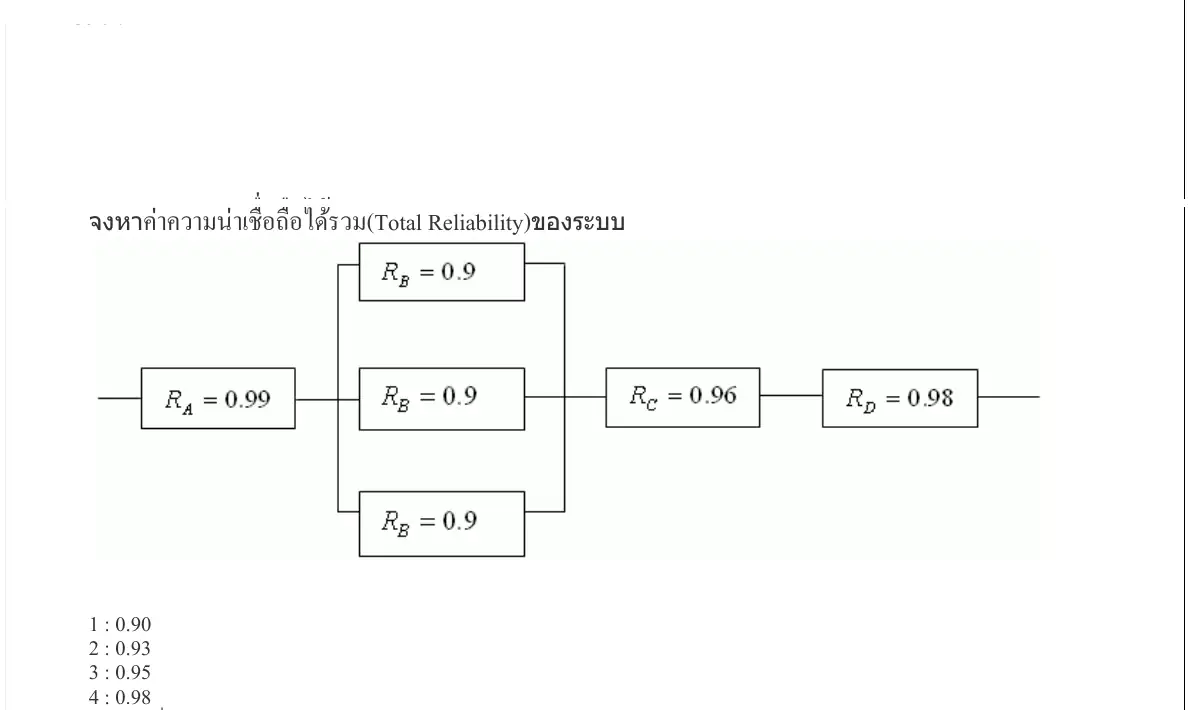 จงหาค่าความน่าเชื่อถือได้รวม(Total Reliability)ของระบบ
R_B = 0.9
R_A = 0.99
R_B = 0.9
R_C = 0.96
R_D = 0.98
R_B = 0.9
1 : 0.90
2 : 0.93
3 : 0.95
4 : 0.98